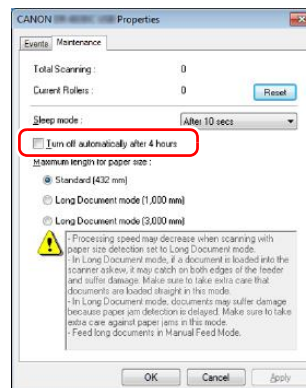 CANON Properties
Events Maintenance
Total Scanning : 0
Current Rollers : 0 Reset
Sleep mode : After 10 secs
Turn off automatically after 4 hours
Maximum length for paper size :
Standard (432 mm)
Long Document mode (1,000 mm)
Long Document mode (3,000 mm)
- Processing speed may decrease when scanning with
paper size detection set to Long Document mode.
- In Long Document mode, if a document is loaded into the
scanner askew, it may catch on both edges of the feeder
and suffer damage. Make sure to take extra care that
documents are loaded straight in this mode.
- In Long Document mode, documents may suffer damage
because paper jam detection is delayed. Make sure to take
extra care against paper jams in this mode.
- Feed long documents in Manual Feed Mode.
OK Cancel Apply